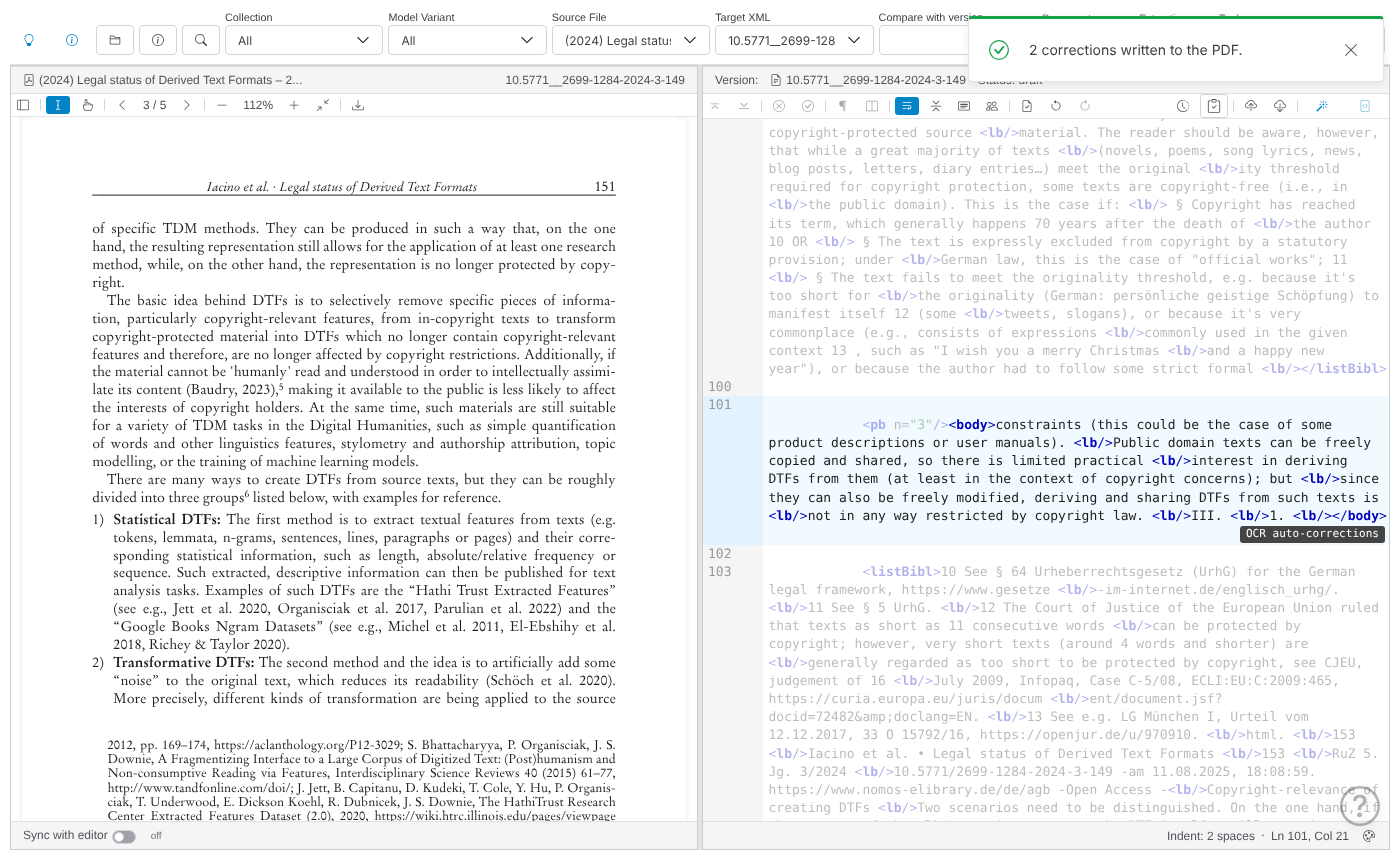 Collection
Model Variant
Source File
Target XML
Compare with version
All
All
(2024) Legal status
10.5771__2699-128
2 corrections written to the PDF.
(2024) Legal status of Derived Text Formats – 2...
10.5771__2699-1284-2024-3-149
3 / 5
112%
Iacino et al. · Legal status of Derived Text Formats
151
of specific TDM methods. They can be produced in such a way that, on the one
hand, the resulting representation still allows for the application of at least one research
method, while, on the other hand, the representation is no longer protected by copy-
right.
The basic idea behind DTFs is to selectively remove specific pieces of informa-
tion, particularly copyright-relevant features, from in-copyright texts to transform
copyright-protected material into DTFs which no longer contain copyright-relevant
features and therefore, are no longer affected by copyright restrictions. Additionally, if
the material cannot be 'humanly' read and understood in order to intellectually assimi-
late its content (Baudry, 2023),5 making it available to the public is less likely to affect
the interests of copyright holders. At the same time, such materials are still suitable
for a variety of TDM tasks in the Digital Humanities, such as simple quantification
of words and other linguistics features, stylometry and authorship attribution, topic
modelling, or the training of machine learning models.
There are many ways to create DTFs from source texts, but they can be roughly
divided into three groups6 listed below, with examples for reference.
1) Statistical DTFs: The first method is to extract textual features from texts (e.g.
tokens, lemmata, n-grams, sentences, lines, paragraphs or pages) and their corre-
sponding statistical information, such as length, absolute/relative frequency or
sequence. Such extracted, descriptive information can then be published for text
analysis tasks. Examples of such DTFs are the “Hathi Trust Extracted Features”
(see e.g., Jett et al. 2020, Organisciak et al. 2017, Parulian et al. 2022) and the
“Google Books Ngram Datasets” (see e.g., Michel et al. 2011, El-Ebshihy et al.
2018, Richey & Taylor 2020).
2) Transformative DTFs: The second method and the idea is to artificially add some
“noise” to the original text, which reduces its readability (Schöch et al. 2020).
More precisely, different kinds of transformation are being applied to the source
2012, pp. 169–174, https://aclanthology.org/P12-3029; S. Bhattacharyya, P. Organisciak, J. S.
Downie, A Fragmentizing Interface to a Large Corpus of Digitized Text: (Post)humanism and
Non-consumptive Reading via Features, Interdisciplinary Science Reviews 40 (2015) 61–77,
http://www.tandfonline.com/doi/; J. Jett, B. Capitanu, D. Kudeki, T. Cole, Y. Hu, P. Organis-
ciak, T. Underwood, E. Dickson Koehl, R. Dubnicek, J. S. Downie, The HathiTrust Research
Center Extracted Features Dataset (2.0), 2020, https://wiki.htrc.illinois.edu/pages/viewpage
Sync with editor
off
Version:
10.5771__2699-1284-2024-3-149
Status: draft
copyright-protected source <lb/>material. The reader should be aware, however,
that while a great majority of texts <lb/>(novels, poems, song lyrics, news,
blog posts, letters, diary entries…) meet the original <lb/>ity threshold
required for copyright protection, some texts are copyright-free (i.e., in
<lb/>the public domain). This is the case if: <lb/> § Copyright has reached
its term, which generally happens 70 years after the death of <lb/>the author
10 OR <lb/> § The text is expressly excluded from copyright by a statutory
provision; under <lb/>German law, this is the case of "official works"; 11
<lb/> § The text fails to meet the originality threshold, e.g. because it's
too short for <lb/>the originality (German: persönliche geistige Schöpfung) to
manifest itself 12 (some <lb/>tweets, slogans), or because it's very
commonplace (e.g., consists of expressions <lb/>commonly used in the given
context 13 , such as "I wish you a merry Christmas <lb/>and a happy new
year"), or because the author had to follow some strict formal <lb/></listBibl>
100
101
<pb n="3"/><body>constraints (this could be the case of some
product descriptions or user manuals). <lb/>Public domain texts can be freely
copied and shared, so there is limited practical <lb/>interest in deriving
DTFs from them (at least in the context of copyright concerns); but <lb/>since
they can also be freely modified, deriving and sharing DTFs from such texts is
<lb/>not in any way restricted by copyright law. <lb/>III. <lb/>1. <lb/></body>
OCR auto-corrections
102
103
<listBibl>10 See § 64 Urheberrechtsgesetz (UrhG) for the German
legal framework, https://www.gesetze <lb/>-im-internet.de/englisch_urhg/.
<lb/>11 See § 5 UrhG. <lb/>12 The Court of Justice of the European Union ruled
that texts as short as 11 consecutive words <lb/>can be protected by
copyright; however, very short texts (around 4 words and shorter) are
<lb/>generally regarded as too short to be protected by copyright, see CJEU,
judgement of 16 <lb/>July 2009, Infopaq, Case C-5/08, ECLI:EU:C:2009:465,
https://curia.europa.eu/juris/docum <lb/>ent/document.jsf?
docid=72482&amp;doclang=EN. <lb/>13 See e.g. LG München I, Urteil vom
12.12.2017, 33 O 15792/16, https://openjur.de/u/970910. <lb/>html. <lb/>153
<lb/>Iacino et al. • Legal status of Derived Text Formats <lb/>153 <lb/>RuZ 5.
Jg. 3/2024 <lb/>10.5771/2699-1284-2024-3-149 -am 11.08.2025, 18:08:59.
https://www.nomos-elibrary.de/de/agb -Open Access -<lb/>Copyright-relevance of
creating DTFs <lb/>Two scenarios need to be distinguished. On the one hand, if
Indent: 2 spaces · Ln 101, Col 21